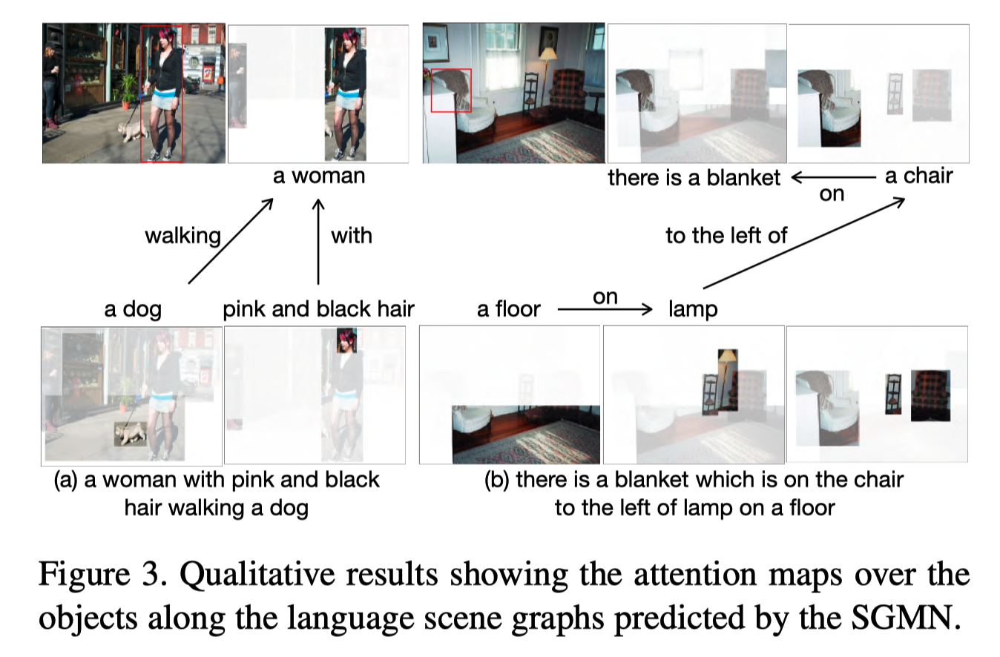 a woman
there is a blanket
a chair
on
walking
with
to the left of
a dog
pink and black hair
a floor
on
lamp
(a) a woman with pink and black
hair walking a dog
(b) there is a blanket which is on the chair
to the left of lamp on a floor
Figure 3. Qualitative results showing the attention maps over the
objects along the language scene graphs predicted by the SGMN.